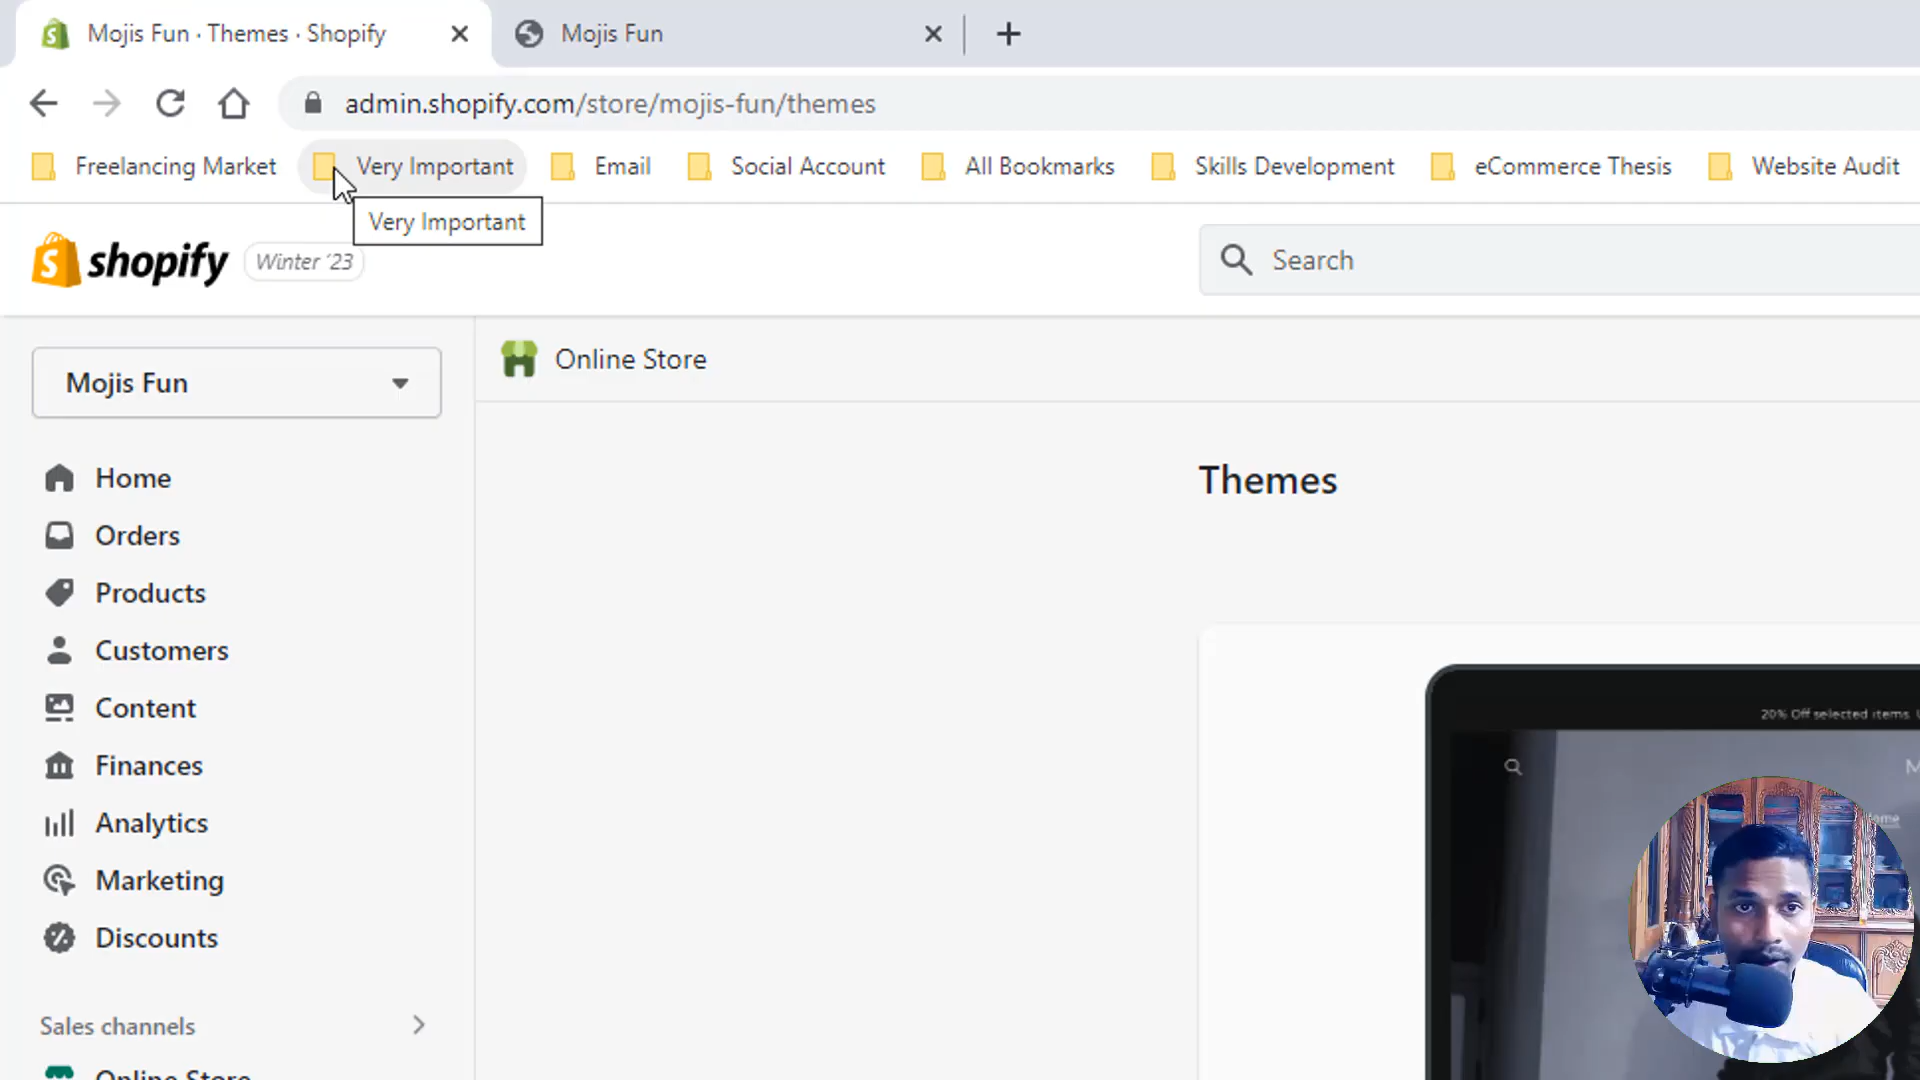 Mojis Fun · Themes · Shopify
Mojis Fun
admin.shopify.com/store/mojis-fun/themes
Freelancing Market
Very Important
Email
Social Account
All Bookmarks
Skills Development
eCommerce Thesis
Website Audit
Very Important
shopify
Winter '23
Search
Mojis Fun
Online Store
Home
Orders
Products
Customers
Content
Finances
Analytics
Marketing
Discounts
Sales channels
Online Store
Themes
20% Off selected items.